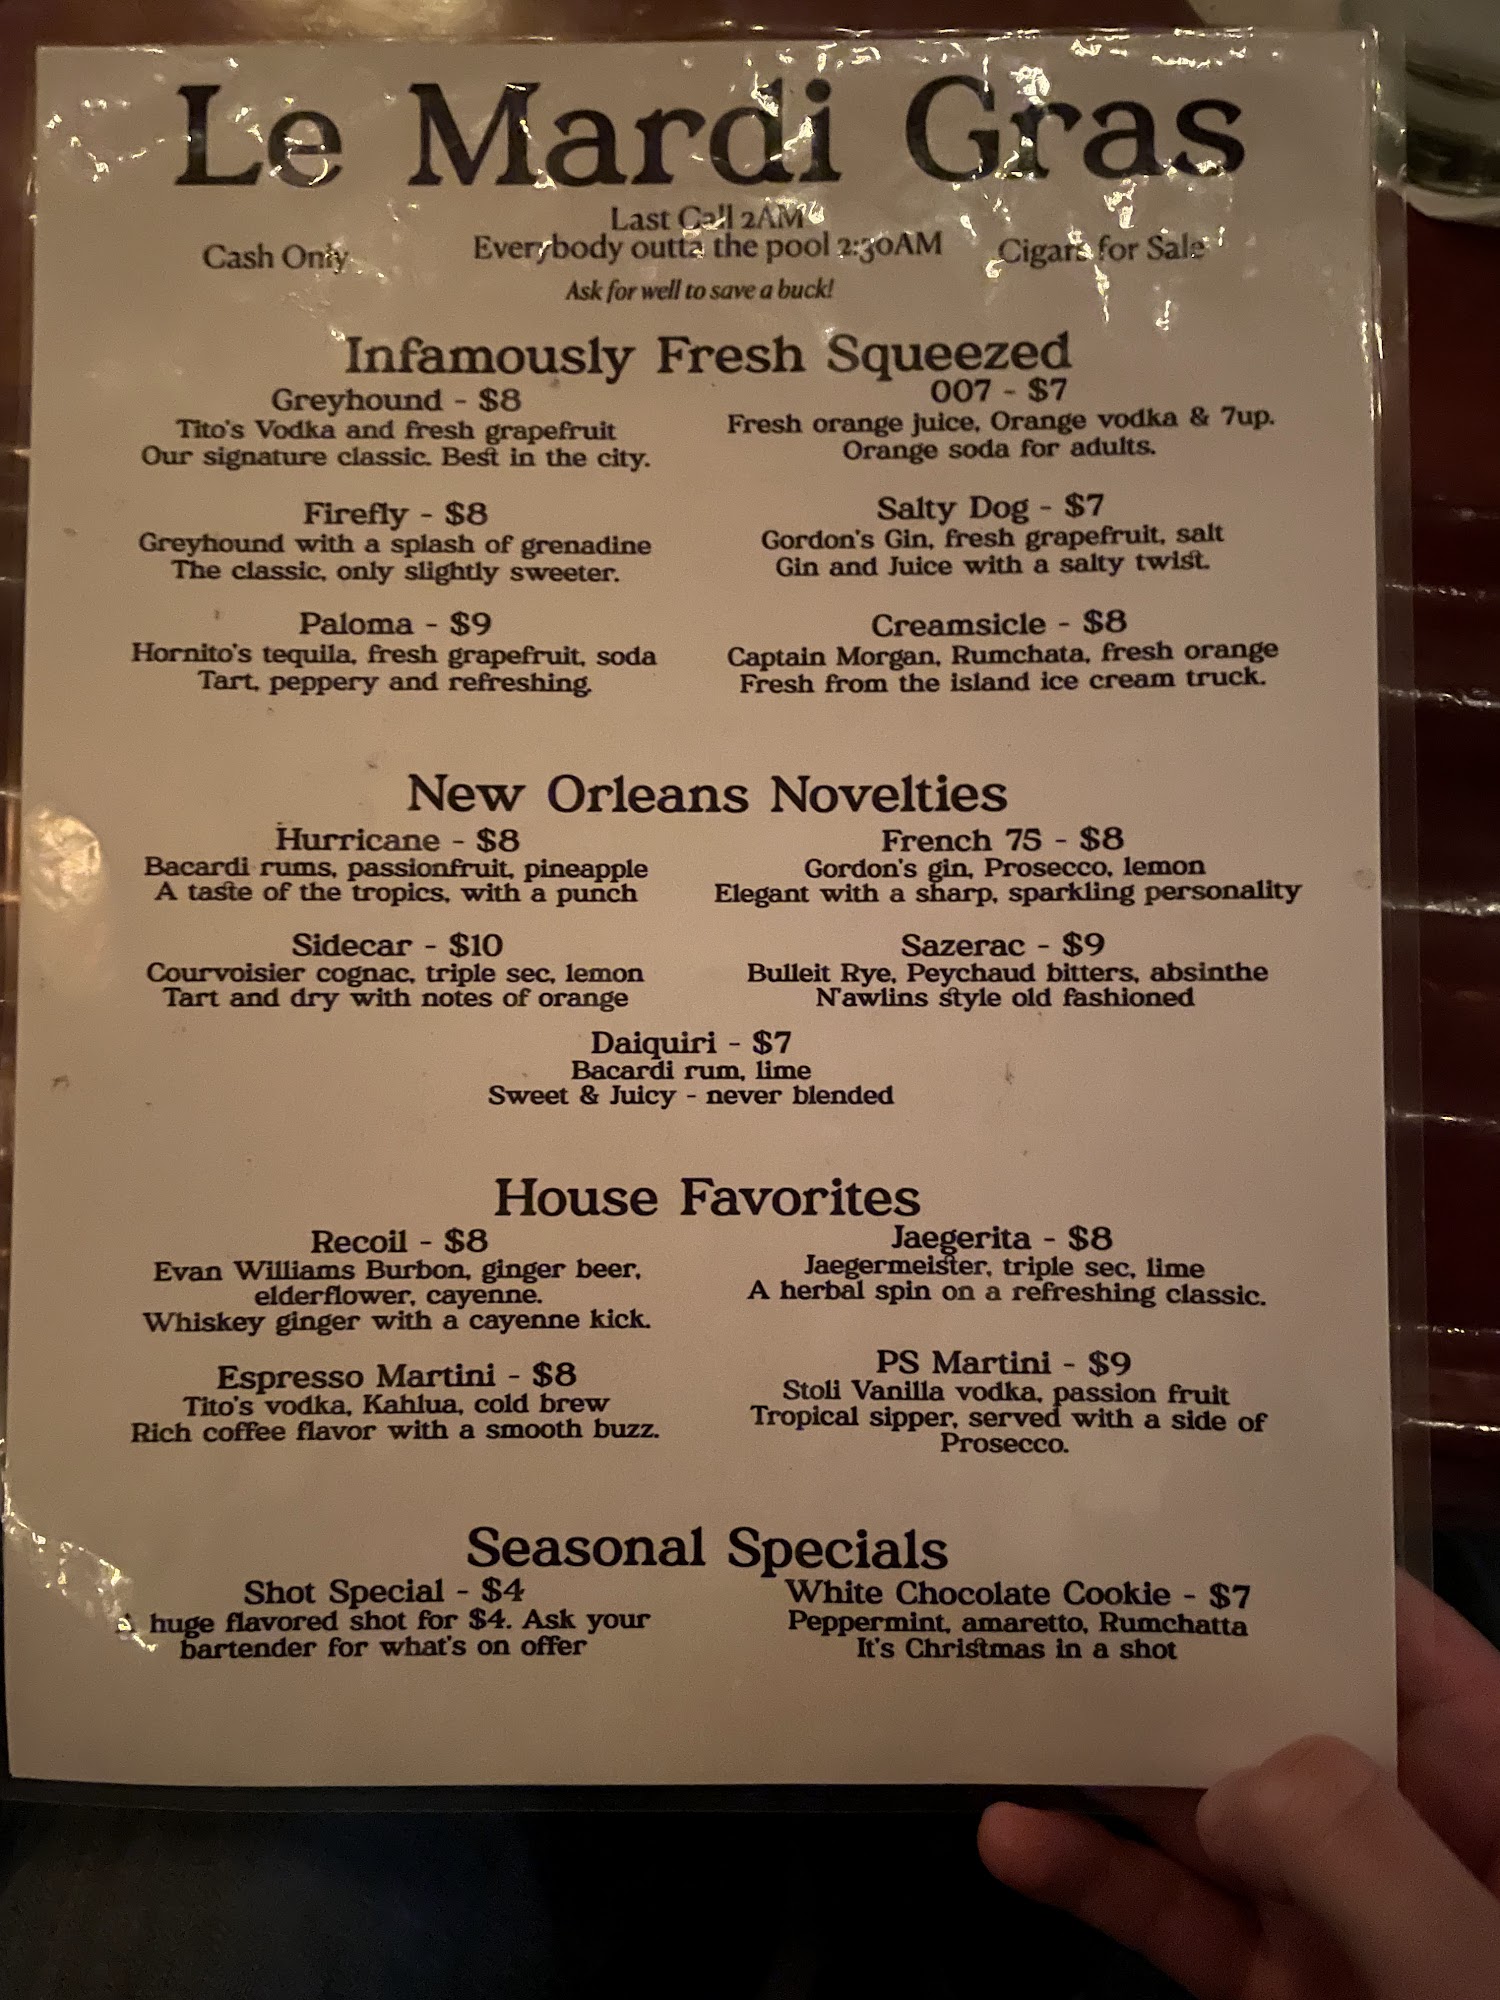 Le Mardi Gras
Last Call 2AM
Cash Only
Everybody outta the pool 2:30AM
Cigars for Sale
Ask for well to save a buck!
Infamously Fresh Squeezed
Greyhound - $8
Tito's Vodka and fresh grapefruit
Our signature classic. Best in the city.
007 - $7
Fresh orange juice, Orange vodka & 7up.
Orange soda for adults.
Firefly - $8
Greyhound with a splash of grenadine
The classic, only slightly sweeter.
Salty Dog - $7
Gordon's Gin, fresh grapefruit, salt
Gin and Juice with a salty twist.
Paloma - $9
Hornito's tequila, fresh grapefruit, soda
Tart, peppery and refreshing.
Creamsicle - $8
Captain Morgan, Rumchata, fresh orange
Fresh from the island ice cream truck.
New Orleans Novelties
Hurricane - $8
Bacardi rums, passionfruit, pineapple
A taste of the tropics, with a punch
French 75 - $8
Gordon's gin, Prosecco, lemon
Elegant with a sharp, sparkling personality
Sidecar - $10
Courvoisier cognac, triple sec, lemon
Tart and dry with notes of orange
Sazerac - $9
Bulleit Rye, Peychaud bitters, absinthe
N'awlins style old fashioned
Daiquiri - $7
Bacardi rum, lime
Sweet & Juicy - never blended
House Favorites
Recoil - $8
Evan Williams Burbon, ginger beer,
elderflower, cayenne.
Whiskey ginger with a cayenne kick.
Jaegerita - $8
Jaegermeister, triple sec, lime
A herbal spin on a refreshing classic.
Espresso Martini - $8
Tito's vodka, Kahlua, cold brew
Rich coffee flavor with a smooth buzz.
PS Martini - $9
Stoli Vanilla vodka, passion fruit
Tropical sipper, served with a side of
Prosecco.
Seasonal Specials
Shot Special - $4
A huge flavored shot for $4. Ask your
bartender for what's on offer
White Chocolate Cookie - $7
Peppermint, amaretto, Rumchatta
It's Christmas in a shot